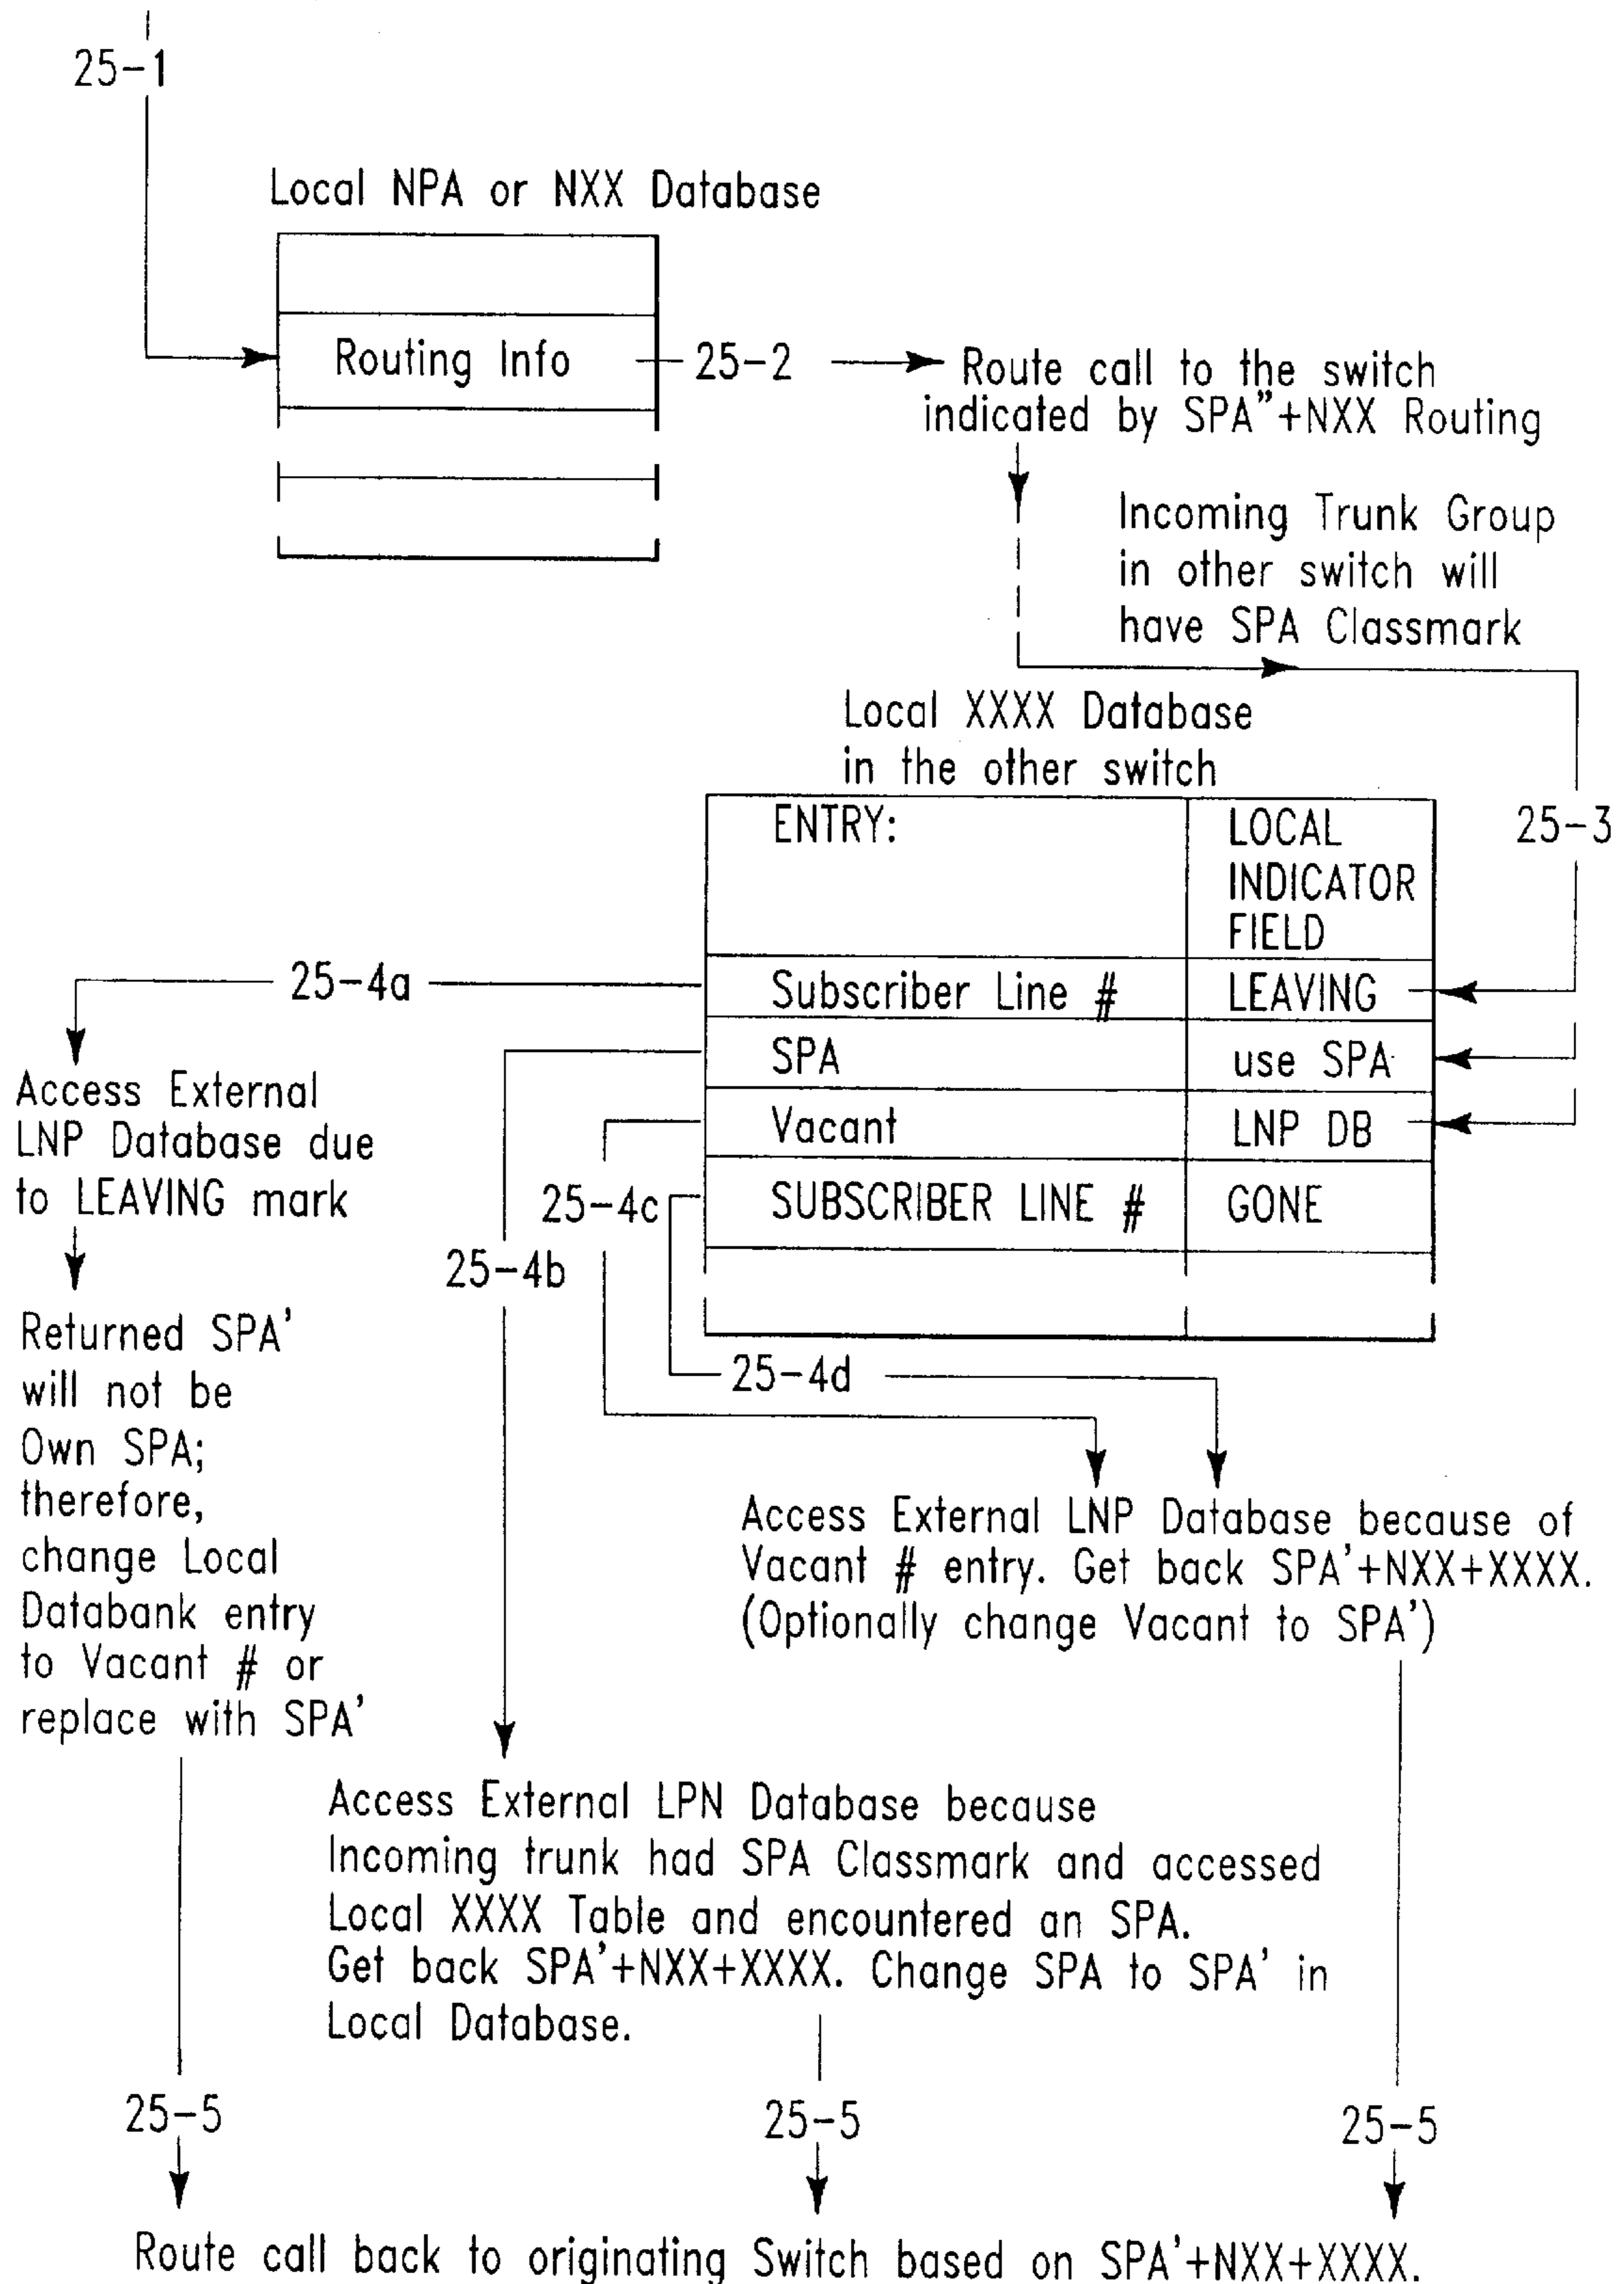 25-1
Local NPA or NXX Database
Routing Info
25-2
Route call to the switch
indicated by SPA"+NXX Routing
Incoming Trunk Group
in other switch will
have SPA Classmark
Local XXXX Database
in the other switch
25-3
ENTRY:
LOCAL
INDICATOR
FIELD
25-4a
Subscriber Line #
LEAVING
SPA
use SPA
Vacant
LNP DB
SUBSCRIBER LINE #
GONE
25-4c
25-4b
25-4d
Access External
LNP Database due
to LEAVING mark
Returned SPA'
will not be
Own SPA;
therefore,
change Local
Databank entry
to Vacant # or
replace with SPA'
Access External LNP Database because of
Vacant # entry. Get back SPA'+NXX+XXXX.
(Optionally change Vacant to SPA')
Access External LPN Database because
Incoming trunk had SPA Classmark and accessed
Local XXXX Table and encountered an SPA.
Get back SPA'+NXX+XXXX. Change SPA to SPA' in
Local Database.
25-5
25-5
25-5
Route call back to originating Switch based on SPA'+NXX+XXXX.